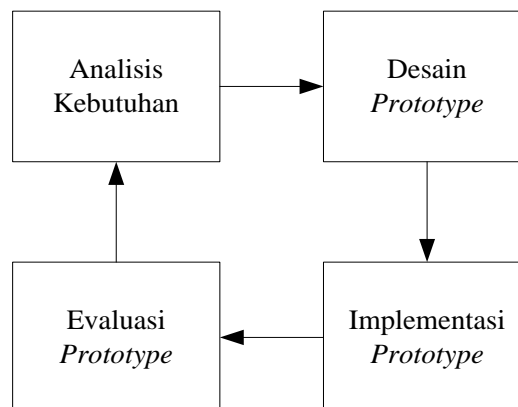 Analisis
Kebutuhan
Desain
Prototype
Evaluasi
Prototype
Implementasi
Prototype